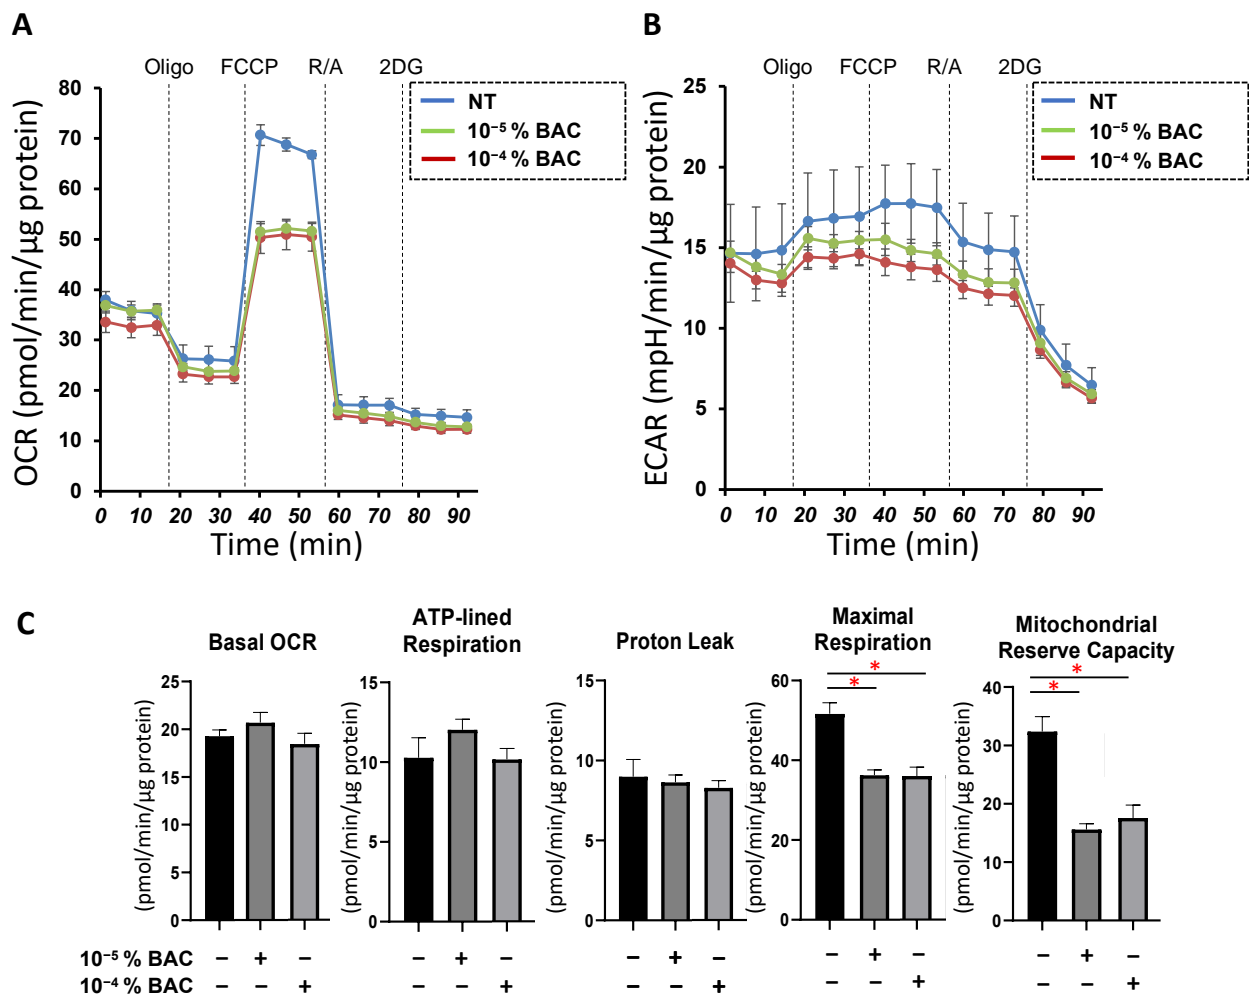 A
B
Oligo FCCP R/A 2DG
Oligo FCCP R/A 2DG
NT
10⁻⁵ % BAC
10⁻⁴ % BAC
NT
10⁻⁵ % BAC
10⁻⁴ % BAC
OCR (pmol/min/µg protein)
80
70
60
50
40
30
20
10
0
0 10 20 30 40 50 60 70 80 90
Time (min)
ECAR (mpH/min/µg protein)
25
20
15
10
5
0
0 10 20 30 40 50 60 70 80 90
Time (min)
C
Basal OCR
(pmol/min/µg protein)
25
20
15
10
5
0
ATP-lined
Respiration
(pmol/min/µg protein)
15
10
5
0
Proton Leak
(pmol/min/µg protein)
15
10
5
0
Maximal
Respiration
* *
(pmol/min/µg protein)
60
40
20
0
Mitochondrial
Reserve Capacity
* *
(pmol/min/µg protein)
40
30
20
10
0
10⁻⁵ % BAC − + − − + − − + − − + − − + −
10⁻⁴ % BAC − − + − − + − − + − − + − − +